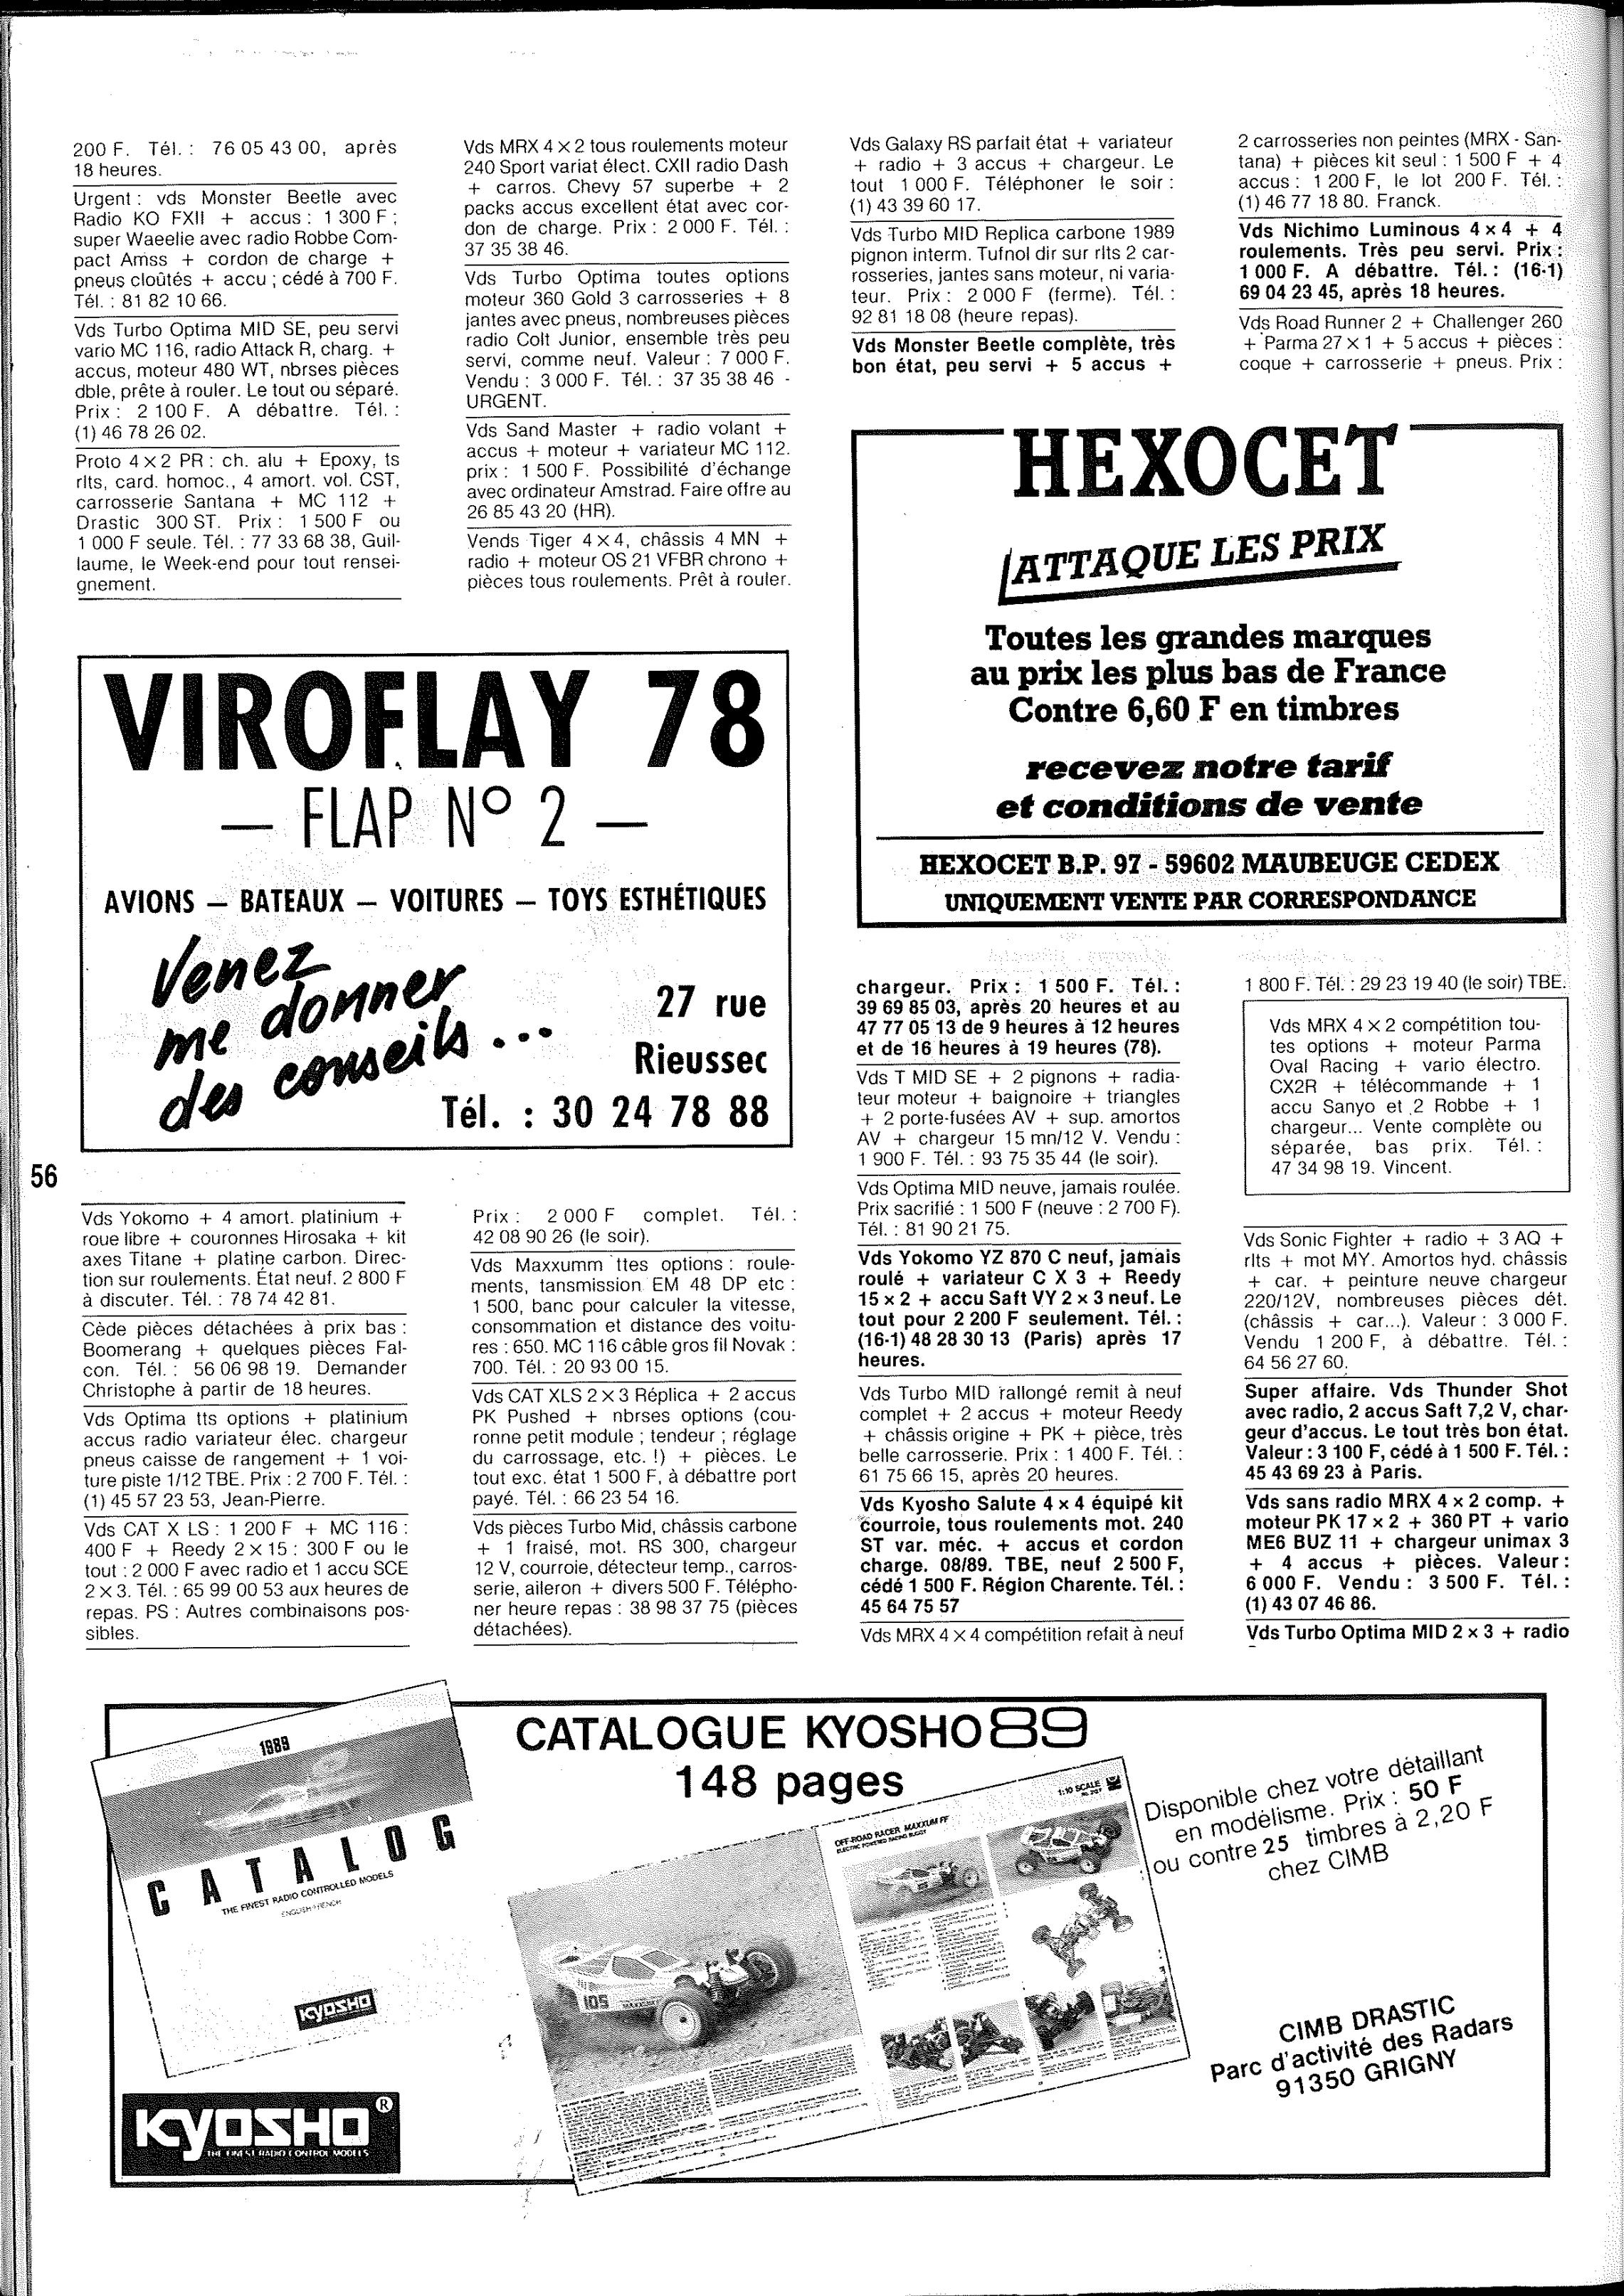 200 F. Tél. : 76 05 43 00, après
18 heures.
Urgent : vds Monster Beetle avec
Radio KO FXII + accus : 1 300 F ;
super Waeelie avec radio Robbe Com-
pact Amss + cordon de charge +
pneus cloûtés + accu ; cédé à 700 F.
Tél. : 81 82 10 66.
Vds Turbo Optima MID SE, peu servi
vario MC 116, radio Attack R, charg. +
accus, moteur 480 WT, nbrses pièces
dble, prête à rouler. Le tout ou séparé.
Prix : 2 100 F. A débattre. Tél. :
(1) 46 78 26 02.
Proto 4 × 2 PR : ch. alu + Epoxy, ts
rlts, card. homoc., 4 amort. vol. CST,
carrosserie Santana + MC 112 +
Drastic 300 ST. Prix : 1 500 F ou
1 000 F seule. Tél. : 77 33 68 38, Guil-
laume, le Week-end pour tout rensei-
gnement.
Vds MRX 4 × 2 tous roulements moteur
240 Sport variat élect. CXII radio Dash
+ carros. Chevy 57 superbe + 2
packs accus excellent état avec cor-
don de charge. Prix : 2 000 F. Tél. :
37 35 38 46.
Vds Turbo Optima toutes options
moteur 360 Gold 3 carrosseries + 8
jantes avec pneus, nombreuses pièces
radio Colt Junior, ensemble très peu
servi, comme neuf. Valeur : 7 000 F.
Vendu : 3 000 F. Tél. : 37 35 38 46 -
URGENT.
Vds Sand Master + radio volant +
accus + moteur + variateur MC 112.
prix : 1 500 F. Possibilité d'échange
avec ordinateur Amstrad. Faire offre au
26 85 43 20 (HR).
Vends Tiger 4 × 4, châssis 4 MN +
radio + moteur OS 21 VFBR chrono +
pièces tous roulements. Prêt à rouler.
Vds Galaxy RS parfait état + variateur
+ radio + 3 accus + chargeur. Le
tout 1 000 F. Téléphoner le soir :
(1) 43 39 60 17.
Vds Turbo MID Replica carbone 1989
pignon interm. Tufnol dir sur rlts 2 car-
rosseries, jantes sans moteur, ni varia-
teur. Prix : 2 000 F (ferme). Tél. :
92 81 18 08 (heure repas).
Vds Monster Beetle complète, très
bon état, peu servi + 5 accus +
2 carrosseries non peintes (MRX - San-
tana) + pièces kit seul : 1 500 F + 4
accus : 1 200 F, le lot 200 F. Tél. :
(1) 46 77 18 80. Franck.
Vds Nichimo Luminous 4 × 4 + 4
roulements. Très peu servi. Prix :
1 000 F. A débattre. Tél. : (16-1)
69 04 23 45, après 18 heures.
Vds Road Runner 2 + Challenger 260
+ Parma 27 × 1 + 5 accus + pièces :
coque + carrosserie + pneus. Prix :
VIROFLAY 78
— FLAP N° 2 —
AVIONS – BATEAUX – VOITURES – TOYS ESTHÉTIQUES
Venez
me donner
des conseils...
27 rue
Rieussec
Tél. : 30 24 78 88
HEXOCET
ATTAQUE LES PRIX
Toutes les grandes marques
au prix les plus bas de France
Contre 6,60 F en timbres
recevez notre tarif
et conditions de vente
HEXOCET B.P. 97 - 59602 MAUBEUGE CEDEX
UNIQUEMENT VENTE PAR CORRESPONDANCE
56
Vds Yokomo + 4 amort. platinium +
roue libre + couronnes Hirosaka + kit
axes Titane + platine carbon. Direc-
tion sur roulements. État neuf. 2 800 F
à discuter. Tél. : 78 74 42 81.
Cède pièces détachées à prix bas :
Boomerang + quelques pièces Fal-
con. Tél. : 56 06 98 19. Demander
Christophe à partir de 18 heures.
Vds Optima tts options + platinium
accus radio variateur élec. chargeur
pneus caisse de rangement + 1 voi-
ture piste 1/12 TBE. Prix : 2 700 F. Tél. :
(1) 45 57 23 53, Jean-Pierre.
Vds CAT X LS : 1 200 F + MC 116 :
400 F + Reedy 2 × 15 : 300 F ou le
tout : 2 000 F avec radio et 1 accu SCE
2 × 3. Tél. : 65 99 00 53 aux heures de
repas. PS : Autres combinaisons pos-
sibles.
Prix : 2 000 F complet. Tél. :
42 08 90 26 (le soir).
Vds Maxxumm ttes options : roule-
ments, tansmission EM 48 DP etc :
1 500, banc pour calculer la vitesse,
consommation et distance des voitu-
res : 650. MC 116 câble gros fil Novak :
700. Tél. : 20 93 00 15.
Vds CAT XLS 2 × 3 Réplica + 2 accus
PK Pushed + nbrses options (cou-
ronne petit module ; tendeur ; réglage
du carrossage, etc. !) + pièces. Le
tout exc. état 1 500 F, à débattre port
payé. Tél. : 66 23 54 16.
Vds pièces Turbo Mid, châssis carbone
+ 1 fraisé, mot. RS 300, chargeur
12 V, courroie, détecteur temp., carros-
serie, aileron + divers 500 F. Télépho-
ner heure repas : 38 98 37 75 (pièces
détachées).
chargeur. Prix : 1 500 F. Tél. :
39 69 85 03, après 20 heures et au
47 77 05 13 de 9 heures à 12 heures
et de 16 heures à 19 heures (78).
Vds T MID SE + 2 pignons + radia-
teur moteur + baignoire + triangles
+ 2 porte-fusées AV + sup. amortos
AV + chargeur 15 mn/12 V. Vendu :
1 900 F. Tél. : 93 75 35 44 (le soir).
Vds Optima MID neuve, jamais roulée.
Prix sacrifié : 1 500 F (neuve : 2 700 F).
Tél. : 81 90 21 75.
Vds Yokomo YZ 870 C neuf, jamais
roulé + variateur C X 3 + Reedy
15 × 2 + accu Saft VY 2 × 3 neuf. Le
tout pour 2 200 F seulement. Tél. :
(16-1) 48 28 30 13 (Paris) après 17
heures.
Vds Turbo MID rallongé remit à neuf
complet + 2 accus + moteur Reedy
+ châssis origine + PK + pièce, très
belle carrosserie. Prix : 1 400 F. Tél. :
61 75 66 15, après 20 heures.
Vds Kyosho Salute 4 × 4 équipé kit
courroie, tous roulements mot. 240
ST var. méc. + accus et cordon
charge. 08/89. TBE, neuf 2 500 F,
cédé 1 500 F. Région Charente. Tél. :
45 64 75 57
Vds MRX 4 × 4 compétition refait à neuf
1 800 F. Tél. : 29 23 19 40 (le soir) TBE.
Vds MRX 4 × 2 compétition tou-
tes options + moteur Parma
Oval Racing + vario électro.
CX2R + télécommande + 1
accu Sanyo et 2 Robbe + 1
chargeur... Vente complète ou
séparée, bas prix. Tél. :
47 34 98 19. Vincent.
Vds Sonic Fighter + radio + 3 AQ +
rlts + mot MY. Amortos hyd. châssis
+ car. + peinture neuve chargeur
220/12V, nombreuses pièces dét.
(châssis + car...). Valeur : 3 000 F.
Vendu 1 200 F, à débattre. Tél. :
64 56 27 60.
Super affaire. Vds Thunder Shot
avec radio, 2 accus Saft 7,2 V, char-
geur d'accus. Le tout très bon état.
Valeur : 3 100 F, cédé à 1 500 F. Tél. :
45 43 69 23 à Paris.
Vds sans radio MRX 4 × 2 comp. +
moteur PK 17 × 2 + 360 PT + vario
ME6 BUZ 11 + chargeur unimax 3
+ 4 accus + pièces. Valeur :
6 000 F. Vendu : 3 500 F. Tél. :
(1) 43 07 46 86.
Vds Turbo Optima MID 2 × 3 + radio
CATALOGUE KYOSHO 89
148 pages
1989
CATALOG
THE FINEST RADIO CONTROLLED MODELS
ENGLISH-FRENCH
KYOSHO
OFF-ROAD RACER MAXXUM FF
ELECTRIC POWERED RACING BUGGY
1:10 SCALE
105
Disponible chez votre détaillant
en modélisme. Prix : 50 F
ou contre 25 timbres à 2,20 F
chez CIMB
CIMB DRASTIC
Parc d'activité des Radars
91350 GRIGNY
KYOSHO ®
THE FINEST RADIO CONTROL MODELS